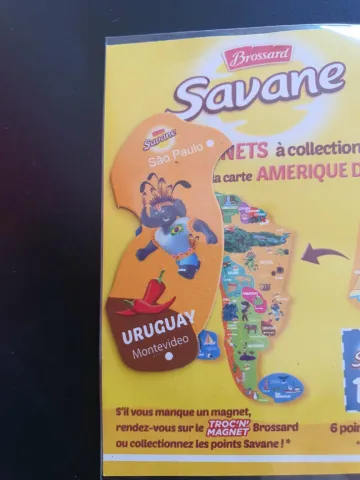 Brossard
Savane
NETS à collection
la carte AMERIQUE D
Savane
São Paulo
URUGUAY
Montevideo
S'il vous manque un magnet,
rendez-vous sur le TROC'N' MAGNET Brossard
ou collectionnez les points Savane !*
6 poin